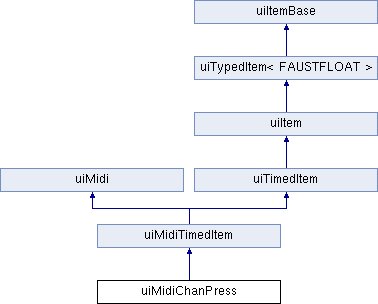 uiItemBase
uiTypedItem< FAUSTFLOAT >
uiItem
uiMidi
uiTimedItem
uiMidiTimedItem
uiMidiChanPress